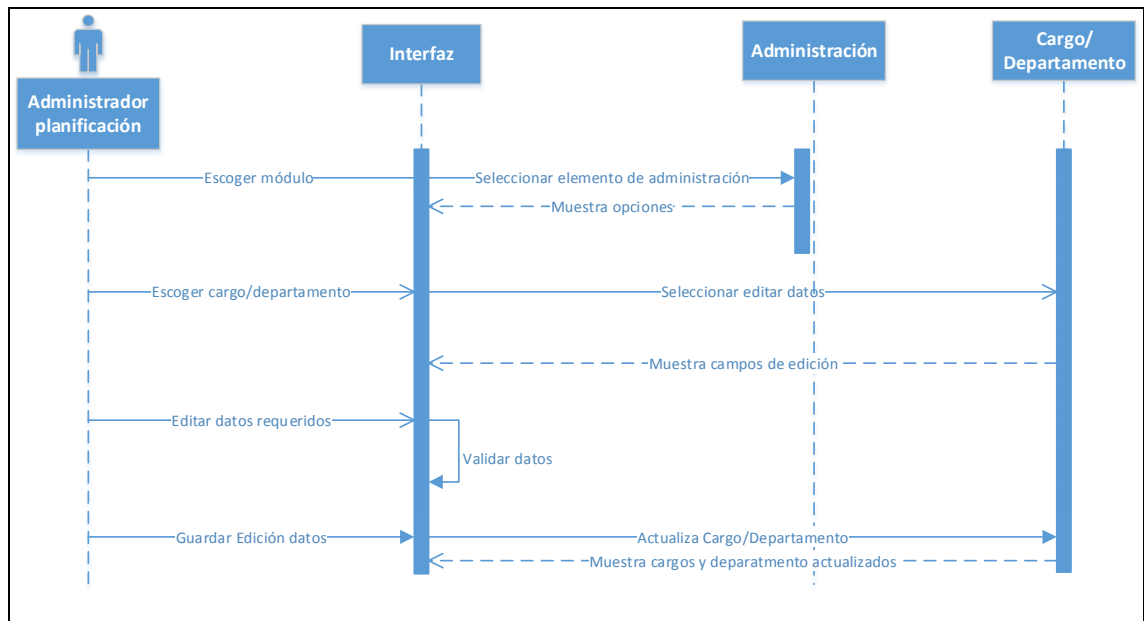 Administrador
planificación
Interfaz
Administración
Cargo/
Departamento
Escoger módulo
Seleccionar elemento de administración
Muestra opciones
Escoger cargo/departamento
Seleccionar editar datos
Muestra campos de edición
Editar datos requeridos
Validar datos
Guardar Edición datos
Actualiza Cargo/Departamento
Muestra cargos y deparatmento actualizados